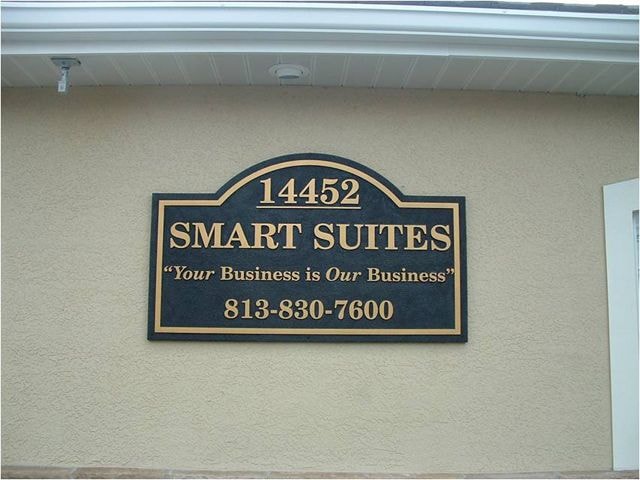 14452
SMART SUITES
“Your Business is Our Business”
813-830-7600